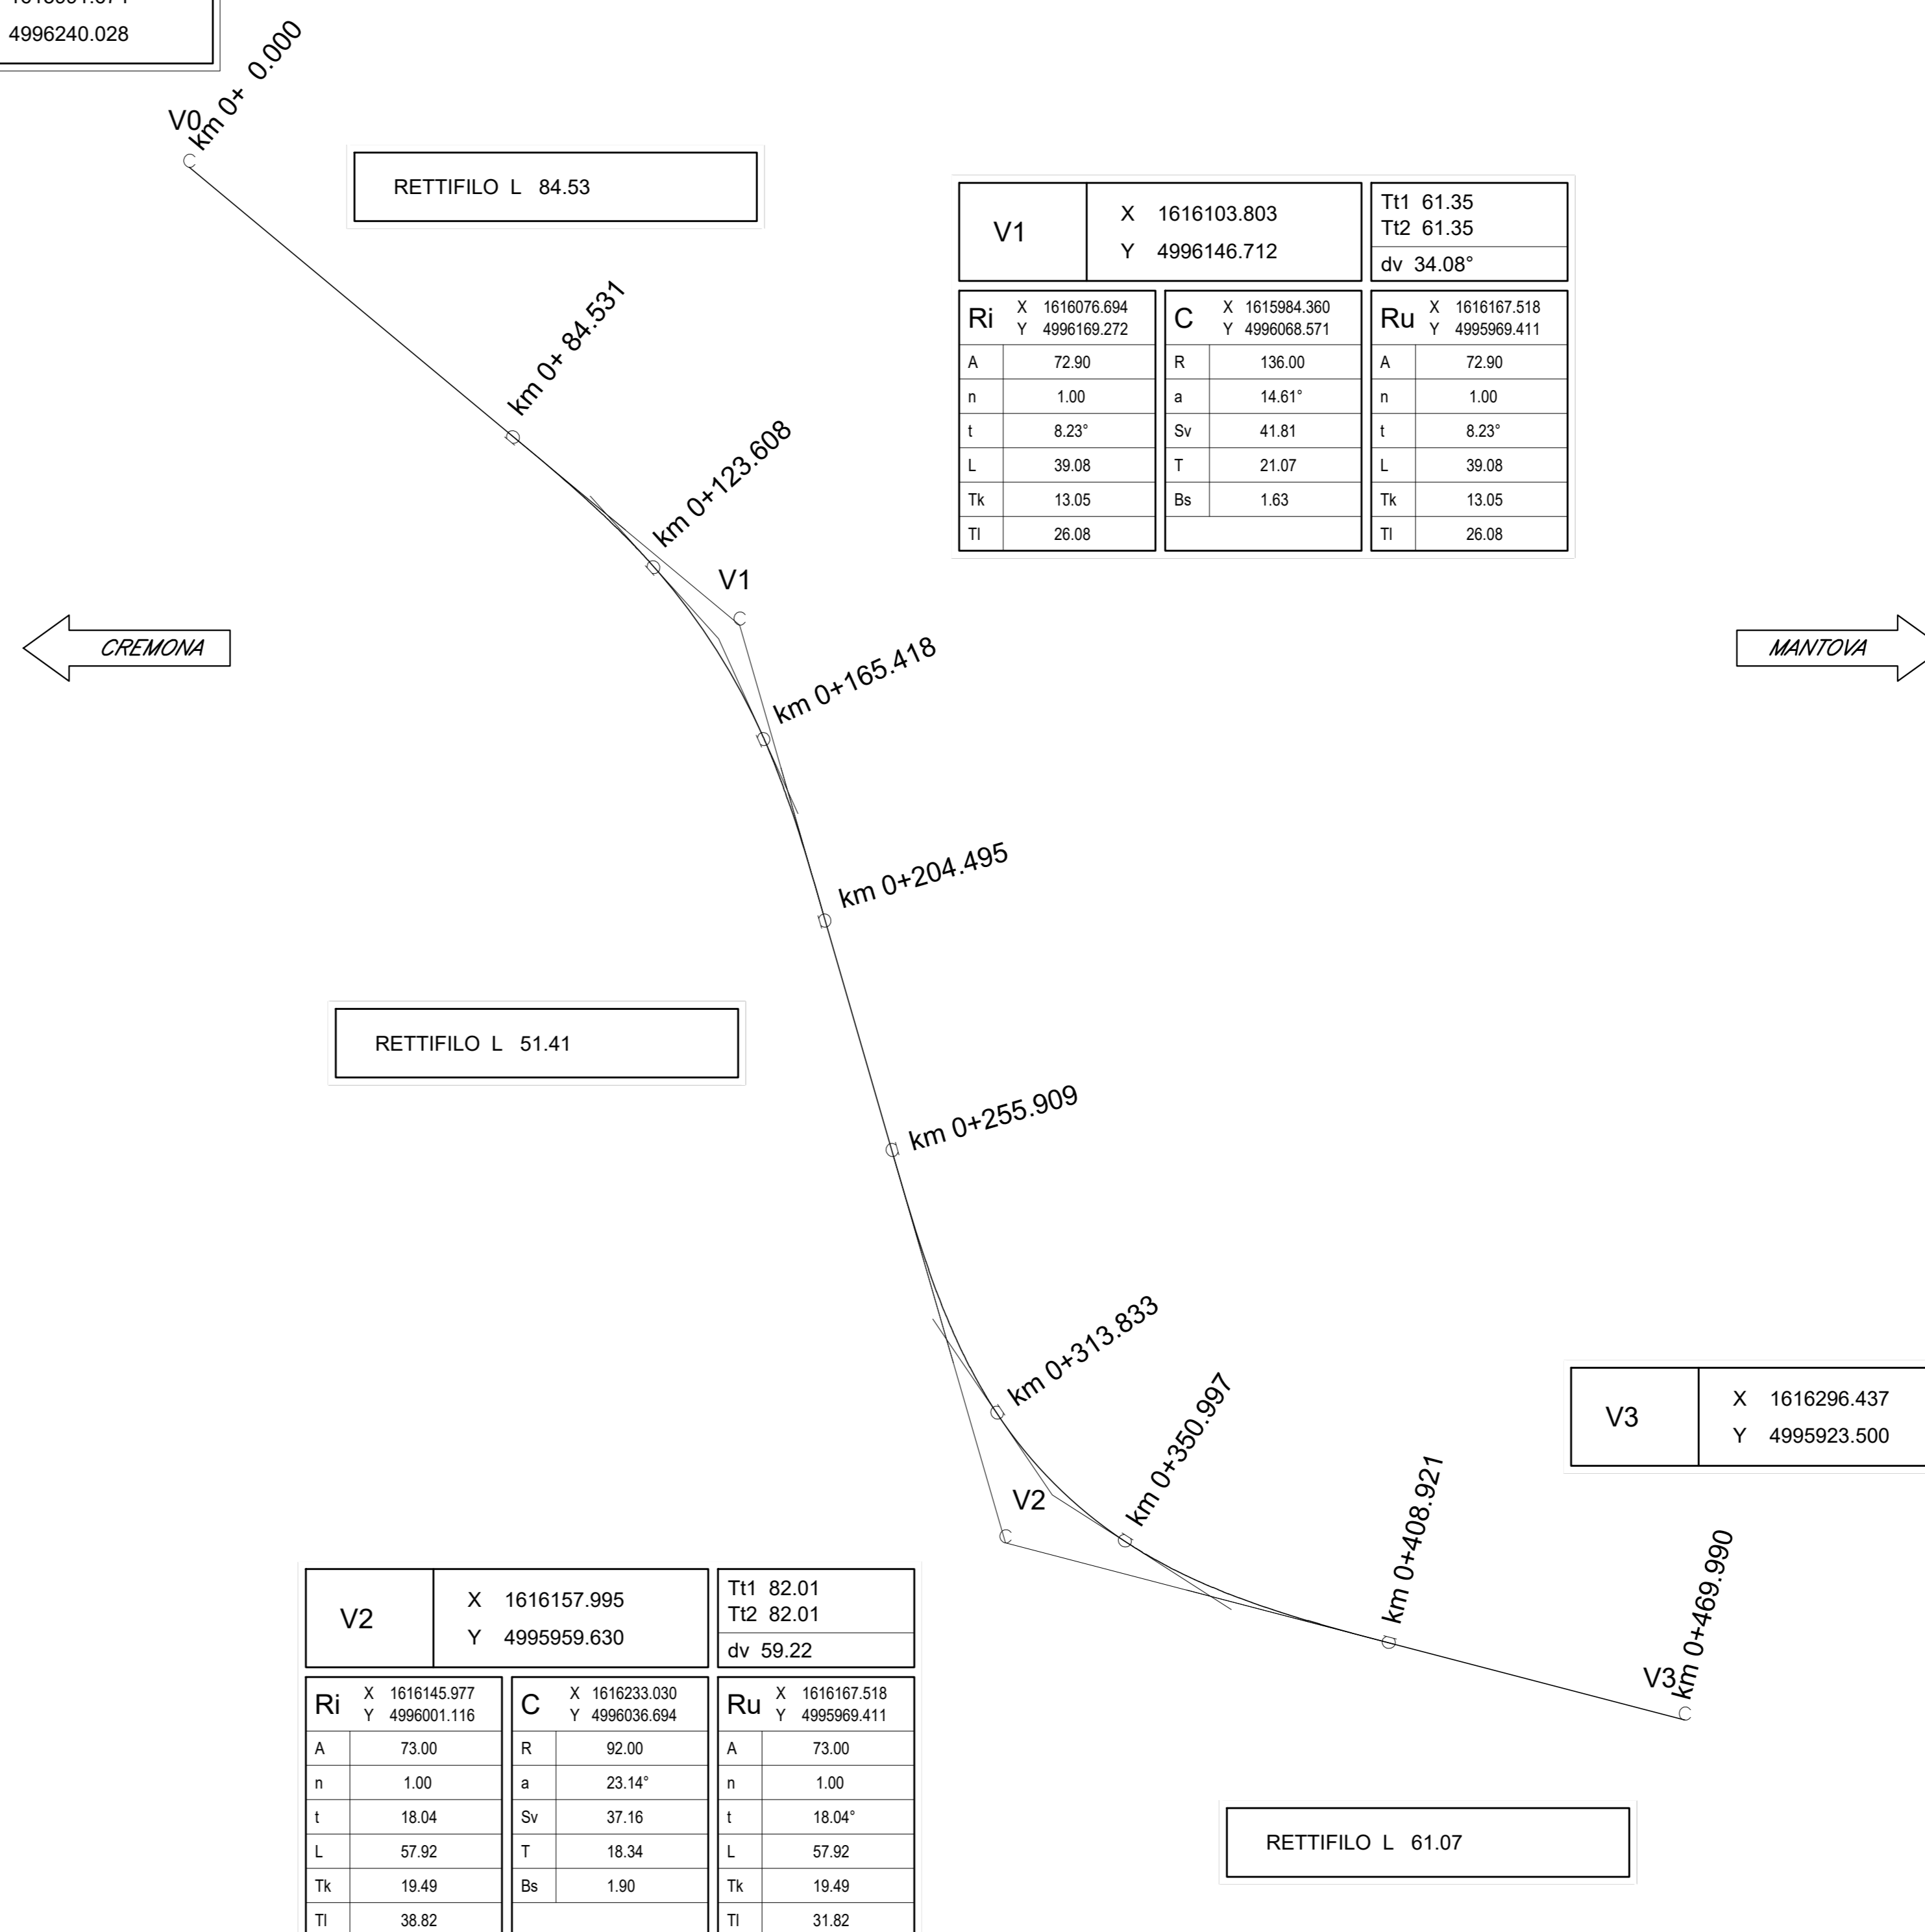 4996240.028
V0
km 0+ 0.000
RETTIFILO L 84.53
V1
X 1616103.803
Y 4996146.712
Tt1 61.35
Tt2 61.35
dv 34.08°
Ri X 1616076.694
Y 4996169.272
A 72.90
n 1.00
t 8.23°
L 39.08
Tk 13.05
Tl 26.08
C X 1615984.360
Y 4996068.571
R 136.00
a 14.61°
Sv 41.81
T 21.07
Bs 1.63
Ru X 1616167.518
Y 4995969.411
A 72.90
n 1.00
t 8.23°
L 39.08
Tk 13.05
Tl 26.08
km 0+ 84.531
km 0+123.608
V1
CREMONA
MANTOVA
km 0+165.418
km 0+204.495
RETTIFILO L 51.41
km 0+255.909
km 0+313.833
km 0+350.997
V2
km 0+408.921
V3
X 1616296.437
Y 4995923.500
km 0+469.990
V3
V2
X 1616157.995
Y 4995959.630
Tt1 82.01
Tt2 82.01
dv 59.22
Ri X 1616145.977
Y 4996001.116
A 73.00
n 1.00
t 18.04
L 57.92
Tk 19.49
Tl 38.82
C X 1616233.030
Y 4996036.694
R 92.00
a 23.14°
Sv 37.16
T 18.34
Bs 1.90
Ru X 1616167.518
Y 4995969.411
A 73.00
n 1.00
t 18.04°
L 57.92
Tk 19.49
Tl 31.82
RETTIFILO L 61.07